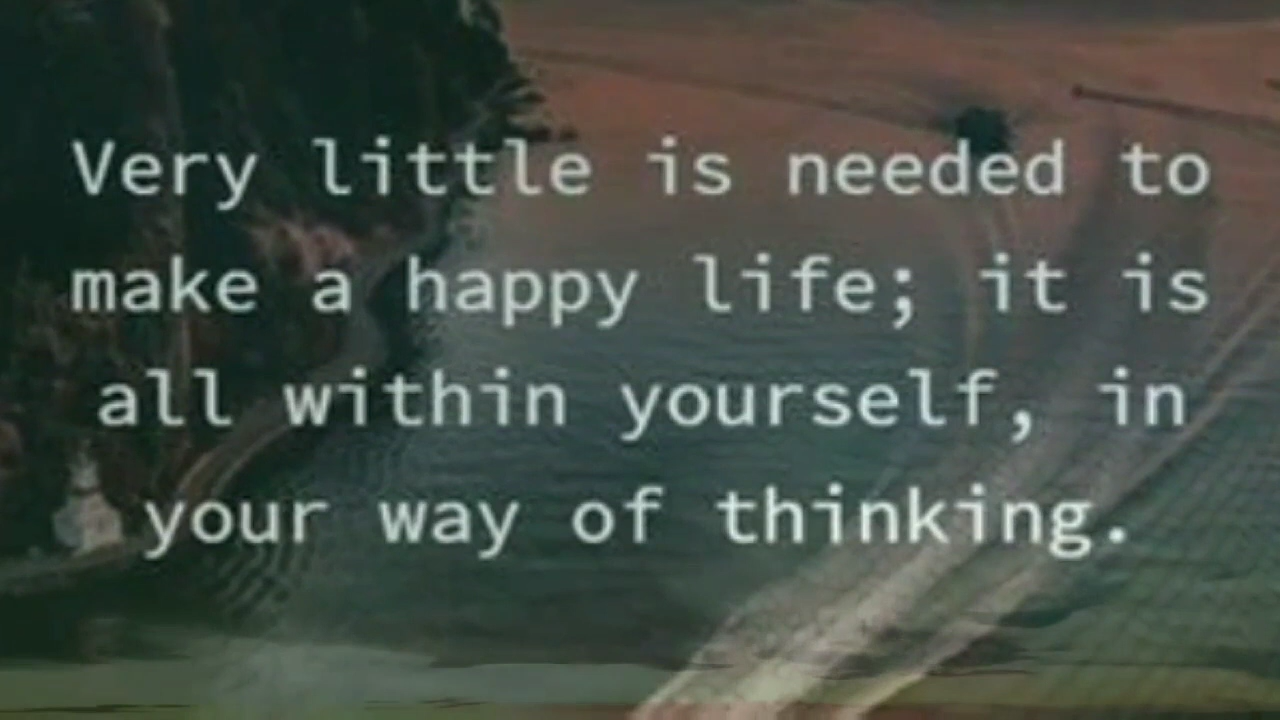 Very little is needed to
make a happy life; it is
all within yourself, in
your way of thinking.